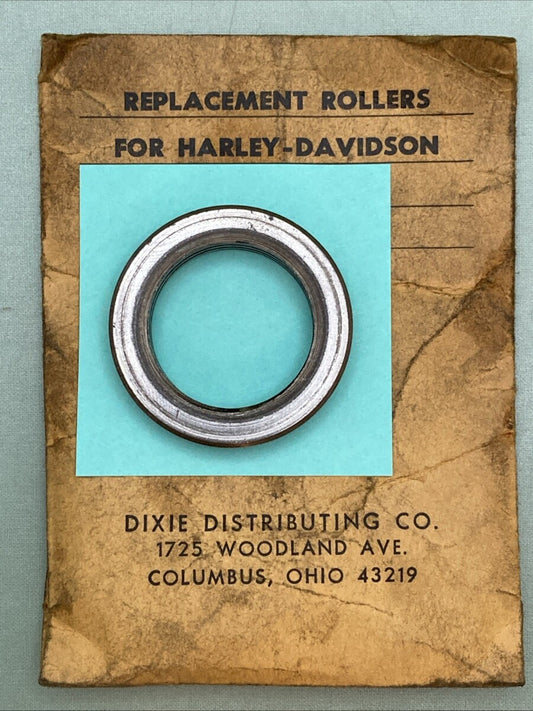 REPLACEMENT ROLLERS
FOR HARLEY-DAVIDSON
DIXIE DISTRIBUTING CO.
1725 WOODLAND AVE.
COLUMBUS, OHIO 43219